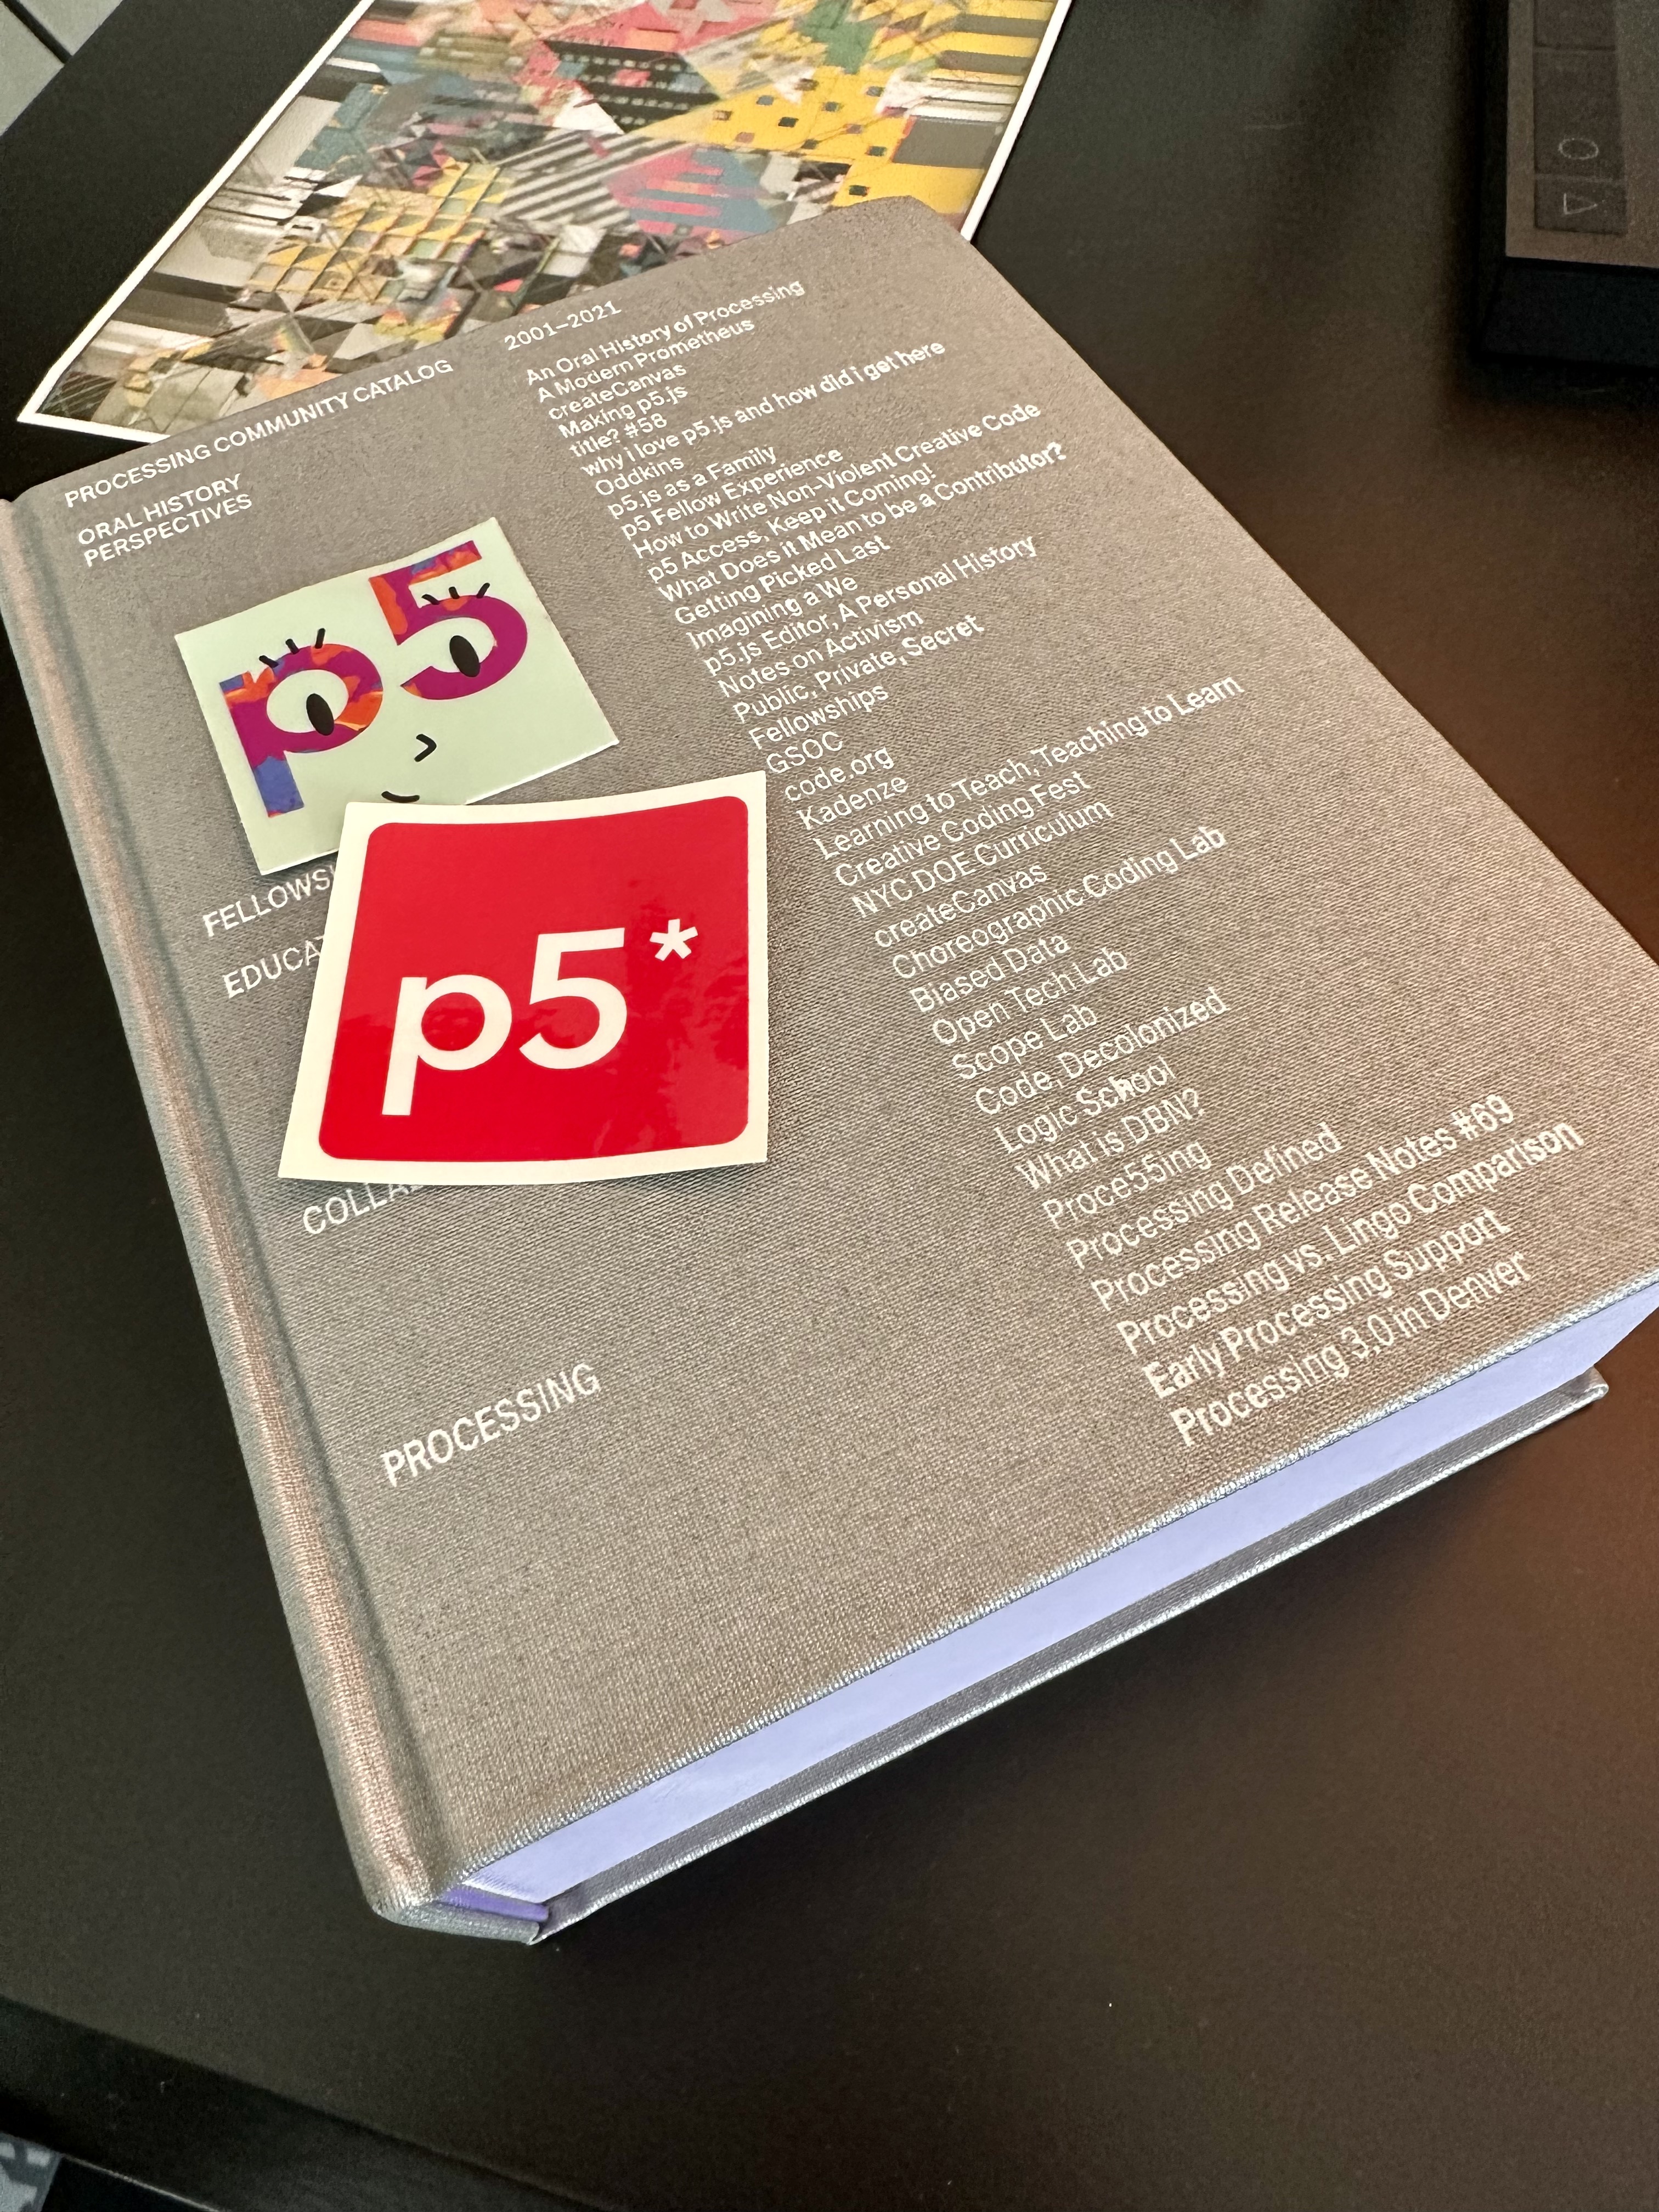 PROCESSING COMMUNITY CATALOG 2001–2021
ORAL HISTORY
PERSPECTIVES
An Oral History of Processing
A Modern Prometheus
createCanvas
Making p5.js
title? #58
why i love p5.js and how did i get here
Oddkins
p5.js as a Family
p5 Fellow Experience
How to Write Non-Violent Creative Code
p5 Access, Keep it Coming!
What Does it Mean to be a Contributor?
Getting Picked Last
Imagining a We
p5.js Editor, A Personal History
Notes on Activism
Public, Private, Secret
p5
FELLOWSH
Fellowships
GSOC
EDUCAT
code.org
Kadenze
Learning to Teach, Teaching to Learn
Creative Coding Fest
NYC DOE Curriculum
createCanvas
p5*
COLLA
Choreographic Coding Lab
Biased Data
Open Tech Lab
Scope Lab
Code, Decolonized
Logic School
PROCESSING
What is DBN?
Proce55ing
Processing Defined
Processing Release Notes #69
Processing vs. Lingo Comparison
Early Processing Support
Processing 3.0 in Denver